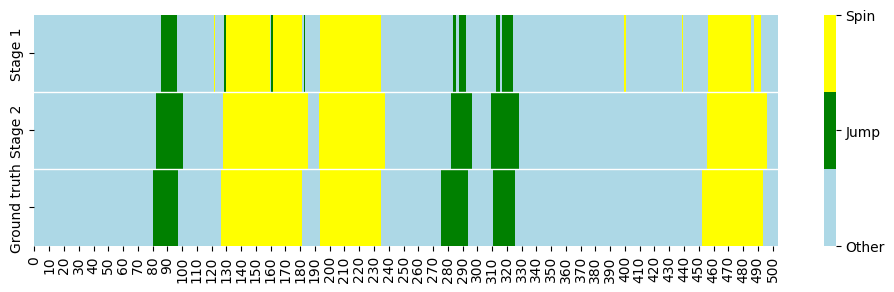 Stage 1
Stage 2
Ground truth
0 10 20 30 40 50 60 70 80 90 100 110 120 130 140 150 160 170 180 190 200 210 220 230 240 250 260 270 280 290 300 310 320 330 340 350 360 370 380 390 400 410 420 430 440 450 460 470 480 490 500
Spin
Jump
Other